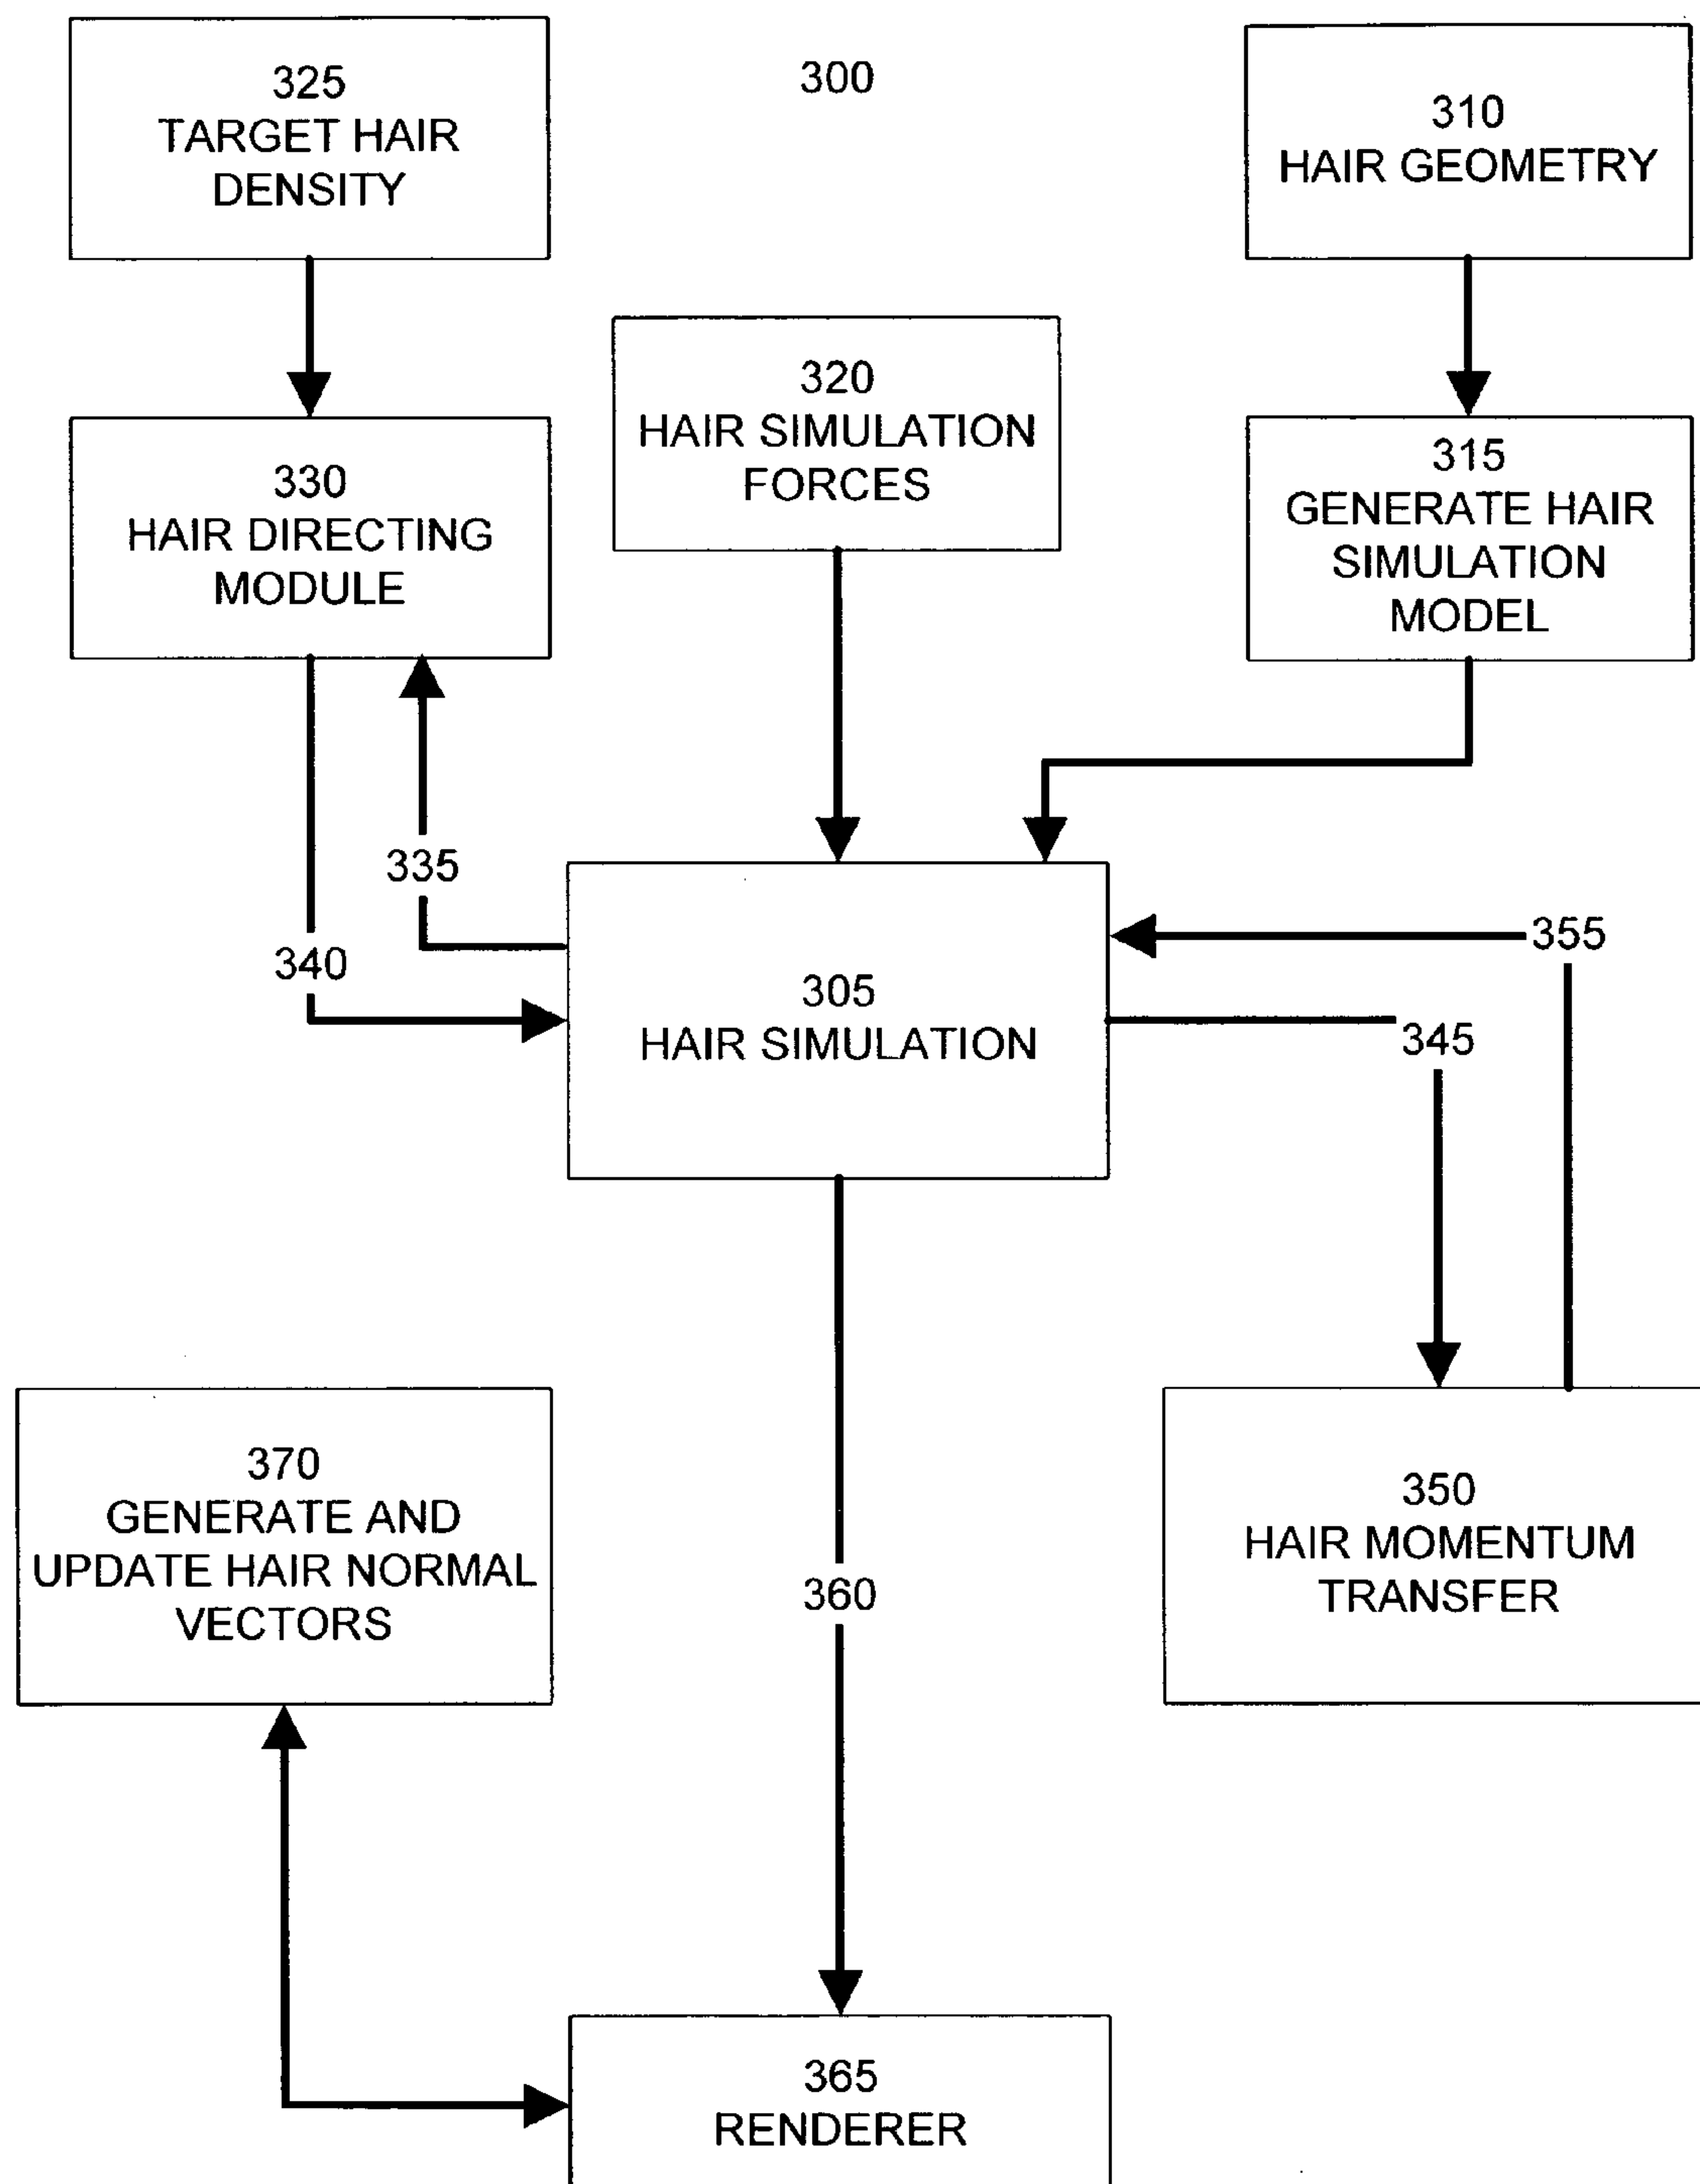 325
TARGET HAIR
DENSITY
300
310
HAIR GEOMETRY
320
HAIR SIMULATION
FORCES
330
HAIR DIRECTING
MODULE
315
GENERATE HAIR
SIMULATION
MODEL
335
340
355
305
HAIR SIMULATION
345
370
GENERATE AND
UPDATE HAIR NORMAL
VECTORS
360
350
HAIR MOMENTUM
TRANSFER
365
RENDERER